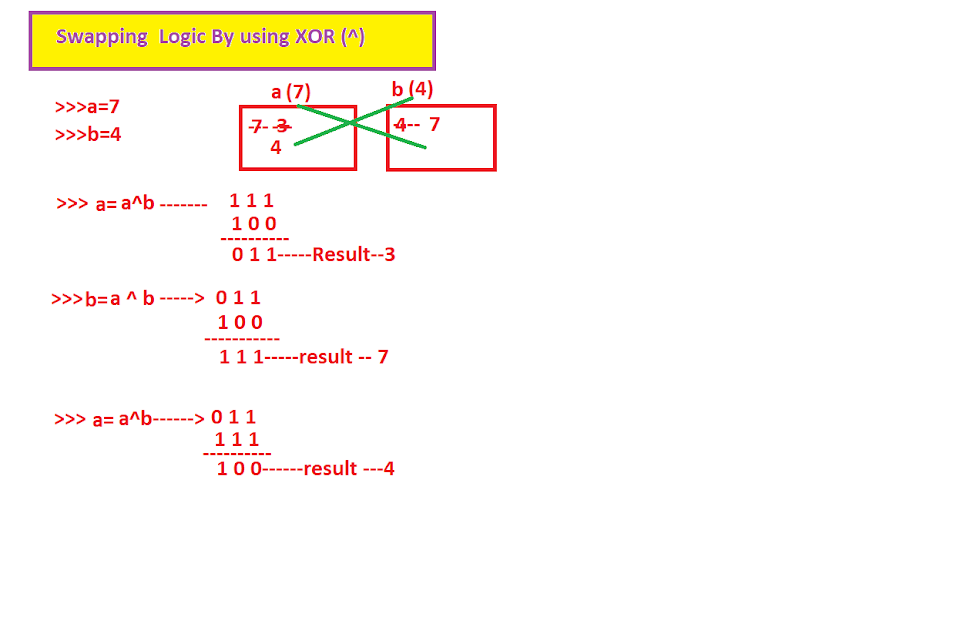 Swapping Logic By using XOR (^)
a (7) b (4)
>>>a=7
>>>b=4
7 3 4-- 7
4
>>> a= a^b ------- 1 1 1
1 0 0
----------
0 1 1-----Result--3
>>>b= a ^ b -----> 0 1 1
1 0 0
-----------
1 1 1-----result -- 7
>>> a= a^b------> 0 1 1
1 1 1
----------
1 0 0------result ---4